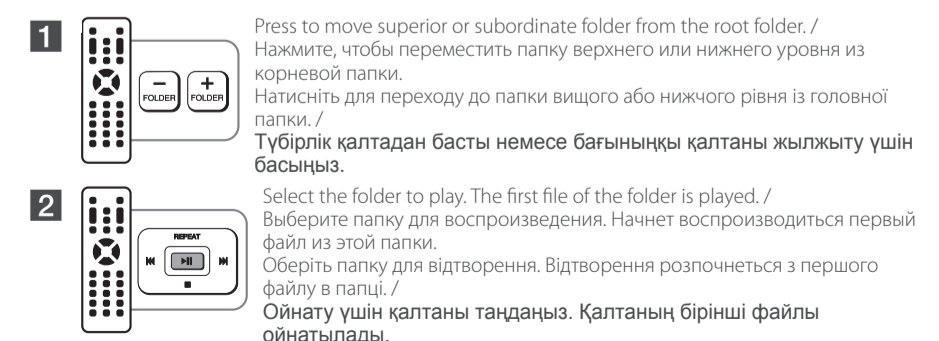 1
Press to move superior or subordinate folder from the root folder. /
Нажмите, чтобы переместить папку верхнего или нижнего уровня из
корневой папки.
Натисніть для переходу до папки вищого або нижчого рівня із головної
папки. /
Түбірлік қалтадан басты немесе бағыныңқы қалтаны жылжыту үшін
басыңыз.
– +
FOLDER FOLDER
2
Select the folder to play. The first file of the folder is played. /
Выберите папку для воспроизведения. Начнет воспроизводиться первый
файл из этой папки.
Оберіть папку для відтворення. Відтворення розпочнеться з першого
файлу в папці. /
Ойнату үшін қалтаны таңдаңыз. Қалтаның бірінші файлы
ойнатылады.
REPEAT